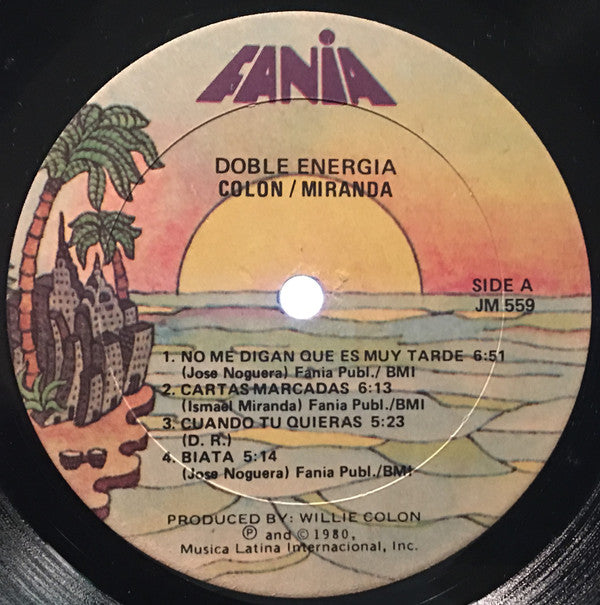 FANIA
DOBLE ENERGIA
COLON / MIRANDA
SIDE A
JM 559
1. NO ME DIGAN QUE ES MUY TARDE 6:51
(Jose Noguera) Fania Publ./ BMI
2. CARTAS MARCADAS 6:13
(Ismael Miranda) Fania Publ./BMI
3. CUANDO TU QUIERAS 5:23
(D. R.)
4. BIATA 5:14
(Jose Noguera) Fania Publ./BMI
PRODUCED BY: WILLIE COLON
Ⓟ and © 1980,
Musica Latina Internacional, Inc.